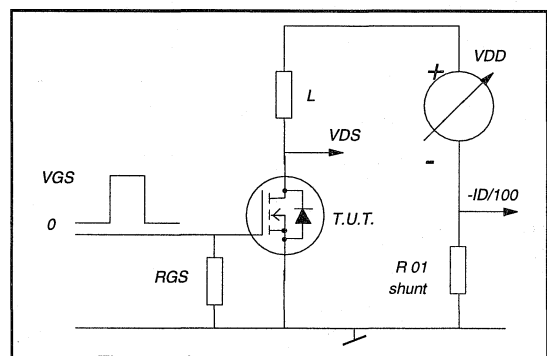 VDD
+
L
VDS
-
VGS
-ID/100
0
T.U.T.
RGS
R 01
shunt